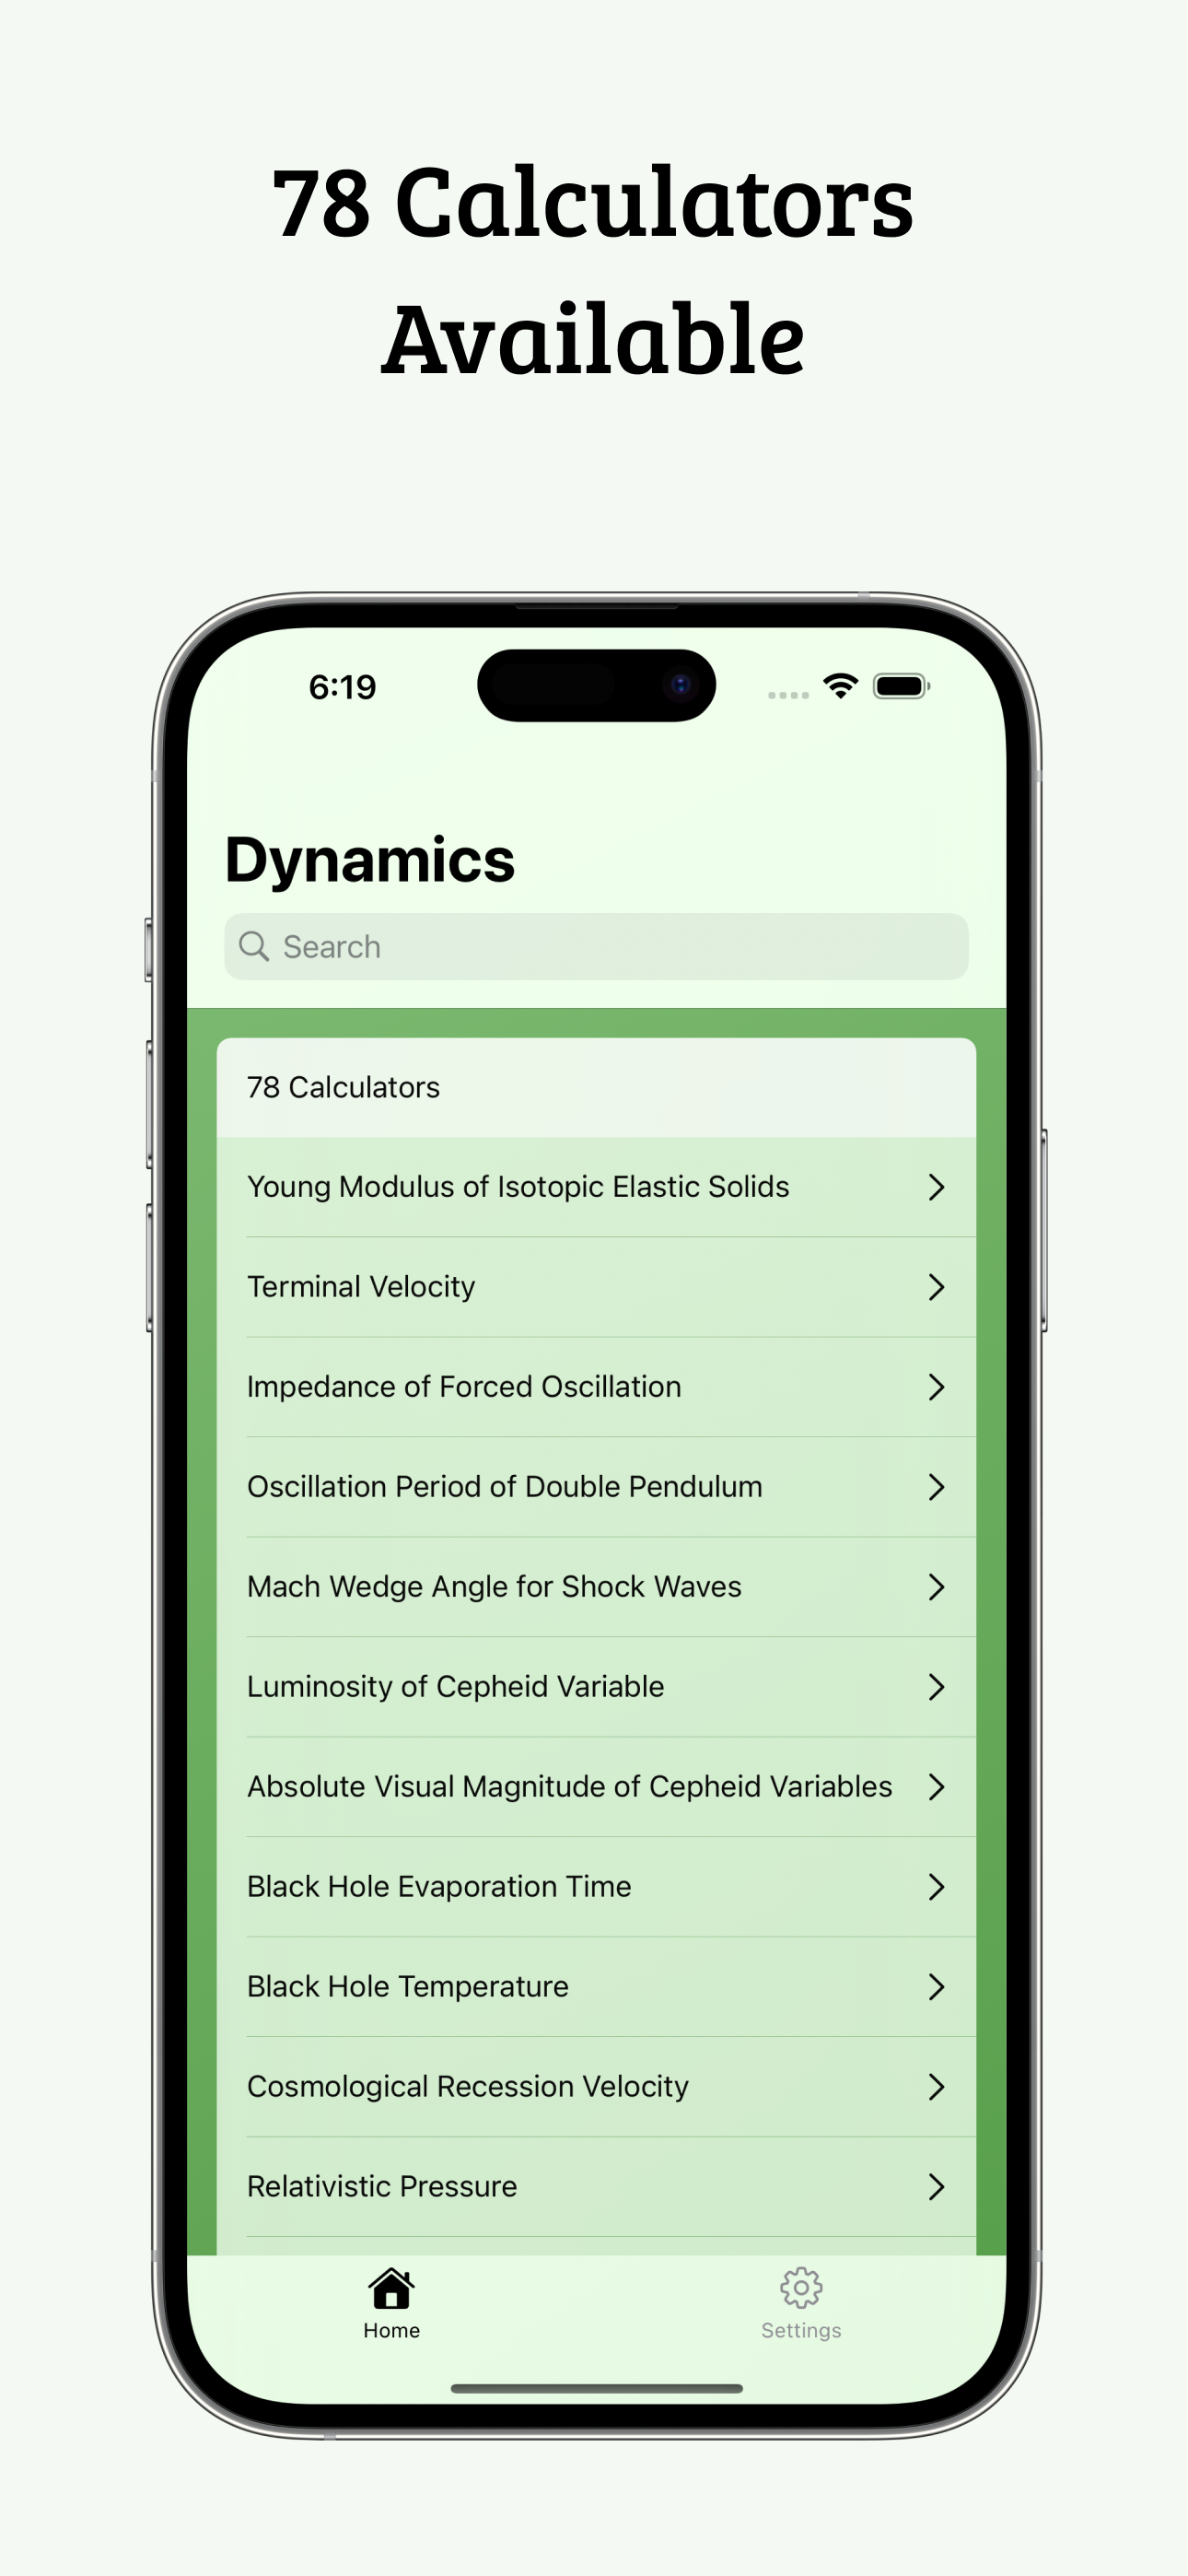 78 Calculators
Available
6:19
Dynamics
Search
78 Calculators
Young Modulus of Isotopic Elastic Solids
Terminal Velocity
Impedance of Forced Oscillation
Oscillation Period of Double Pendulum
Mach Wedge Angle for Shock Waves
Luminosity of Cepheid Variable
Absolute Visual Magnitude of Cepheid Variables
Black Hole Evaporation Time
Black Hole Temperature
Cosmological Recession Velocity
Relativistic Pressure
Home
Settings